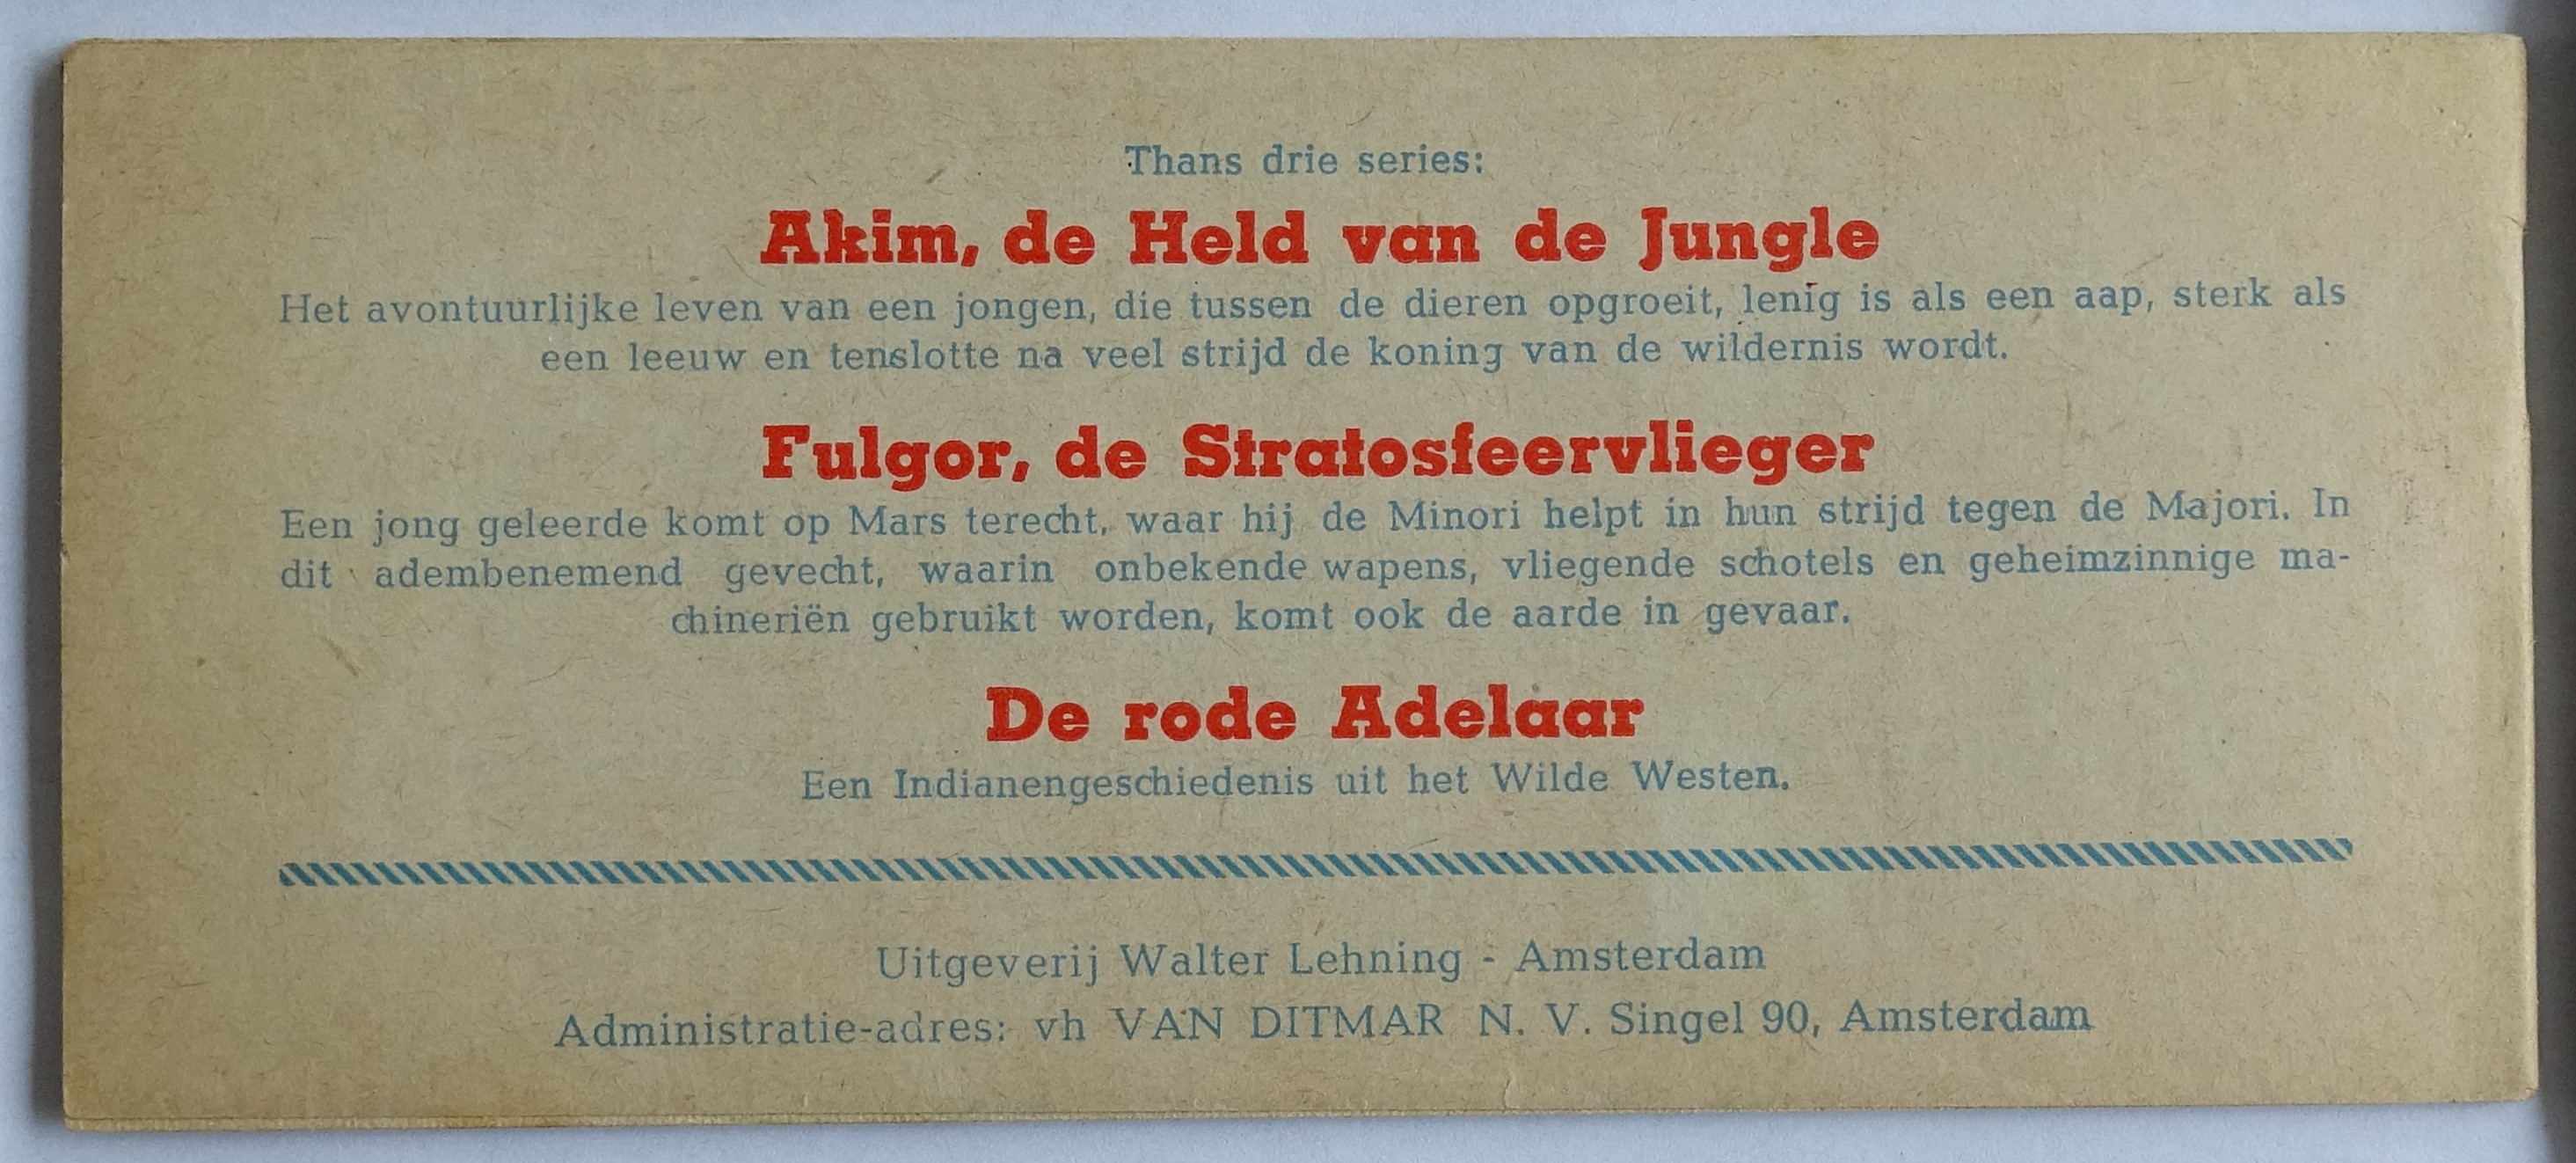 Thans drie series:
Akim, de Held van de Jungle
Het avontuurlijke leven van een jongen, die tussen de dieren opgroeit, lenig is als een aap, sterk als
een leeuw en tenslotte na veel strijd de koning van de wildernis wordt.
Fulgor, de Stratosfeervlieger
Een jong geleerde komt op Mars terecht, waar hij de Minori helpt in hun strijd tegen de Majori. In
dit adembenemend gevecht, waarin onbekende wapens, vliegende schotels en geheimzinnige ma-
chineriën gebruikt worden, komt ook de aarde in gevaar.
De rode Adelaar
Een Indianengeschiedenis uit het Wilde Westen.
Uitgeverij Walter Lehning - Amsterdam
Administratie-adres: vh VAN DITMAR N. V. Singel 90, Amsterdam